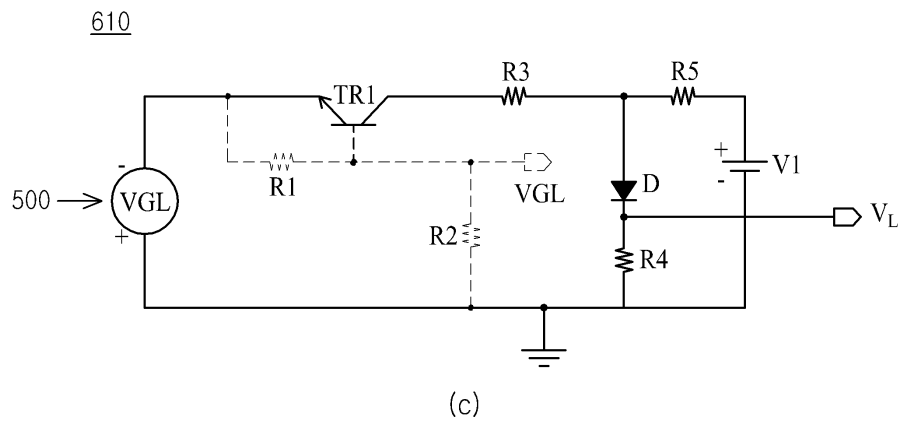 610
R3
R5
TR1
+
V1
-
-
R1
VGL
D
500
VGL
V_L
+
R2
R4
(c)